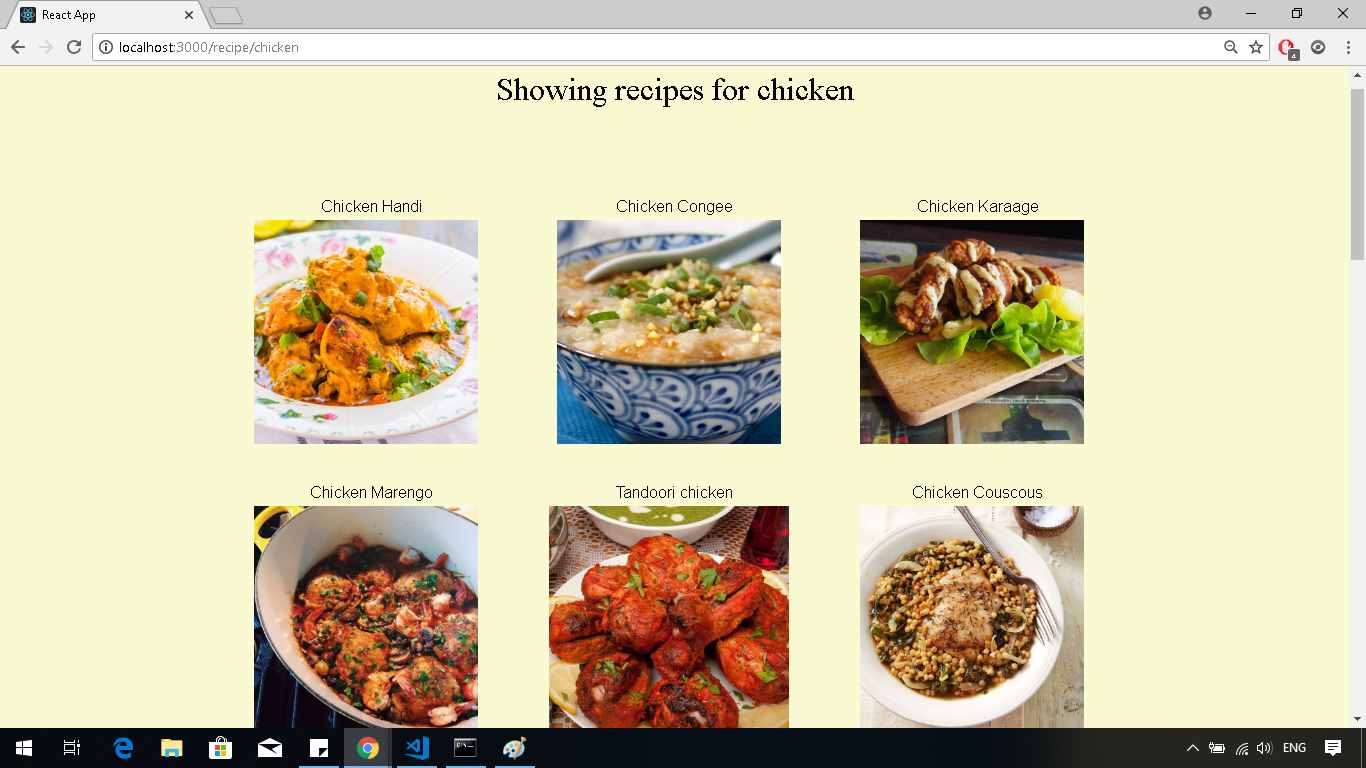 React App
localhost:3000/recipe/chicken
4
Showing recipes for chicken
Chicken Handi
Chicken Congee
Chicken Karaage
Chicken Marengo
Tandoori chicken
Chicken Couscous
ENG